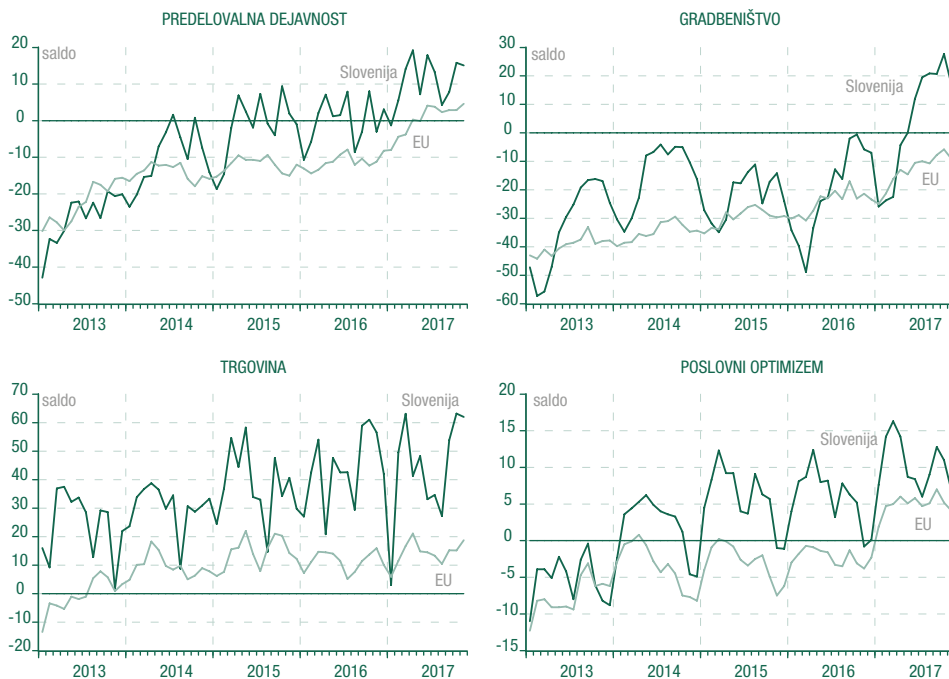 PREDELOVALNA DEJAVNOST
saldo
20
10
0
-10
-20
-30
-40
-50
Slovenija
EU
2013 2014 2015 2016 2017
GRADBENIŠTVO
saldo
30
20
10
0
-10
-20
-30
-40
-50
-60
Slovenija
EU
2013 2014 2015 2016 2017
TRGOVINA
saldo
70
60
50
40
30
20
10
0
-10
-20
Slovenija
EU
2013 2014 2015 2016 2017
POSLOVNI OPTIMIZEM
saldo
20
15
10
5
0
-5
-10
-15
Slovenija
EU
2013 2014 2015 2016 2017